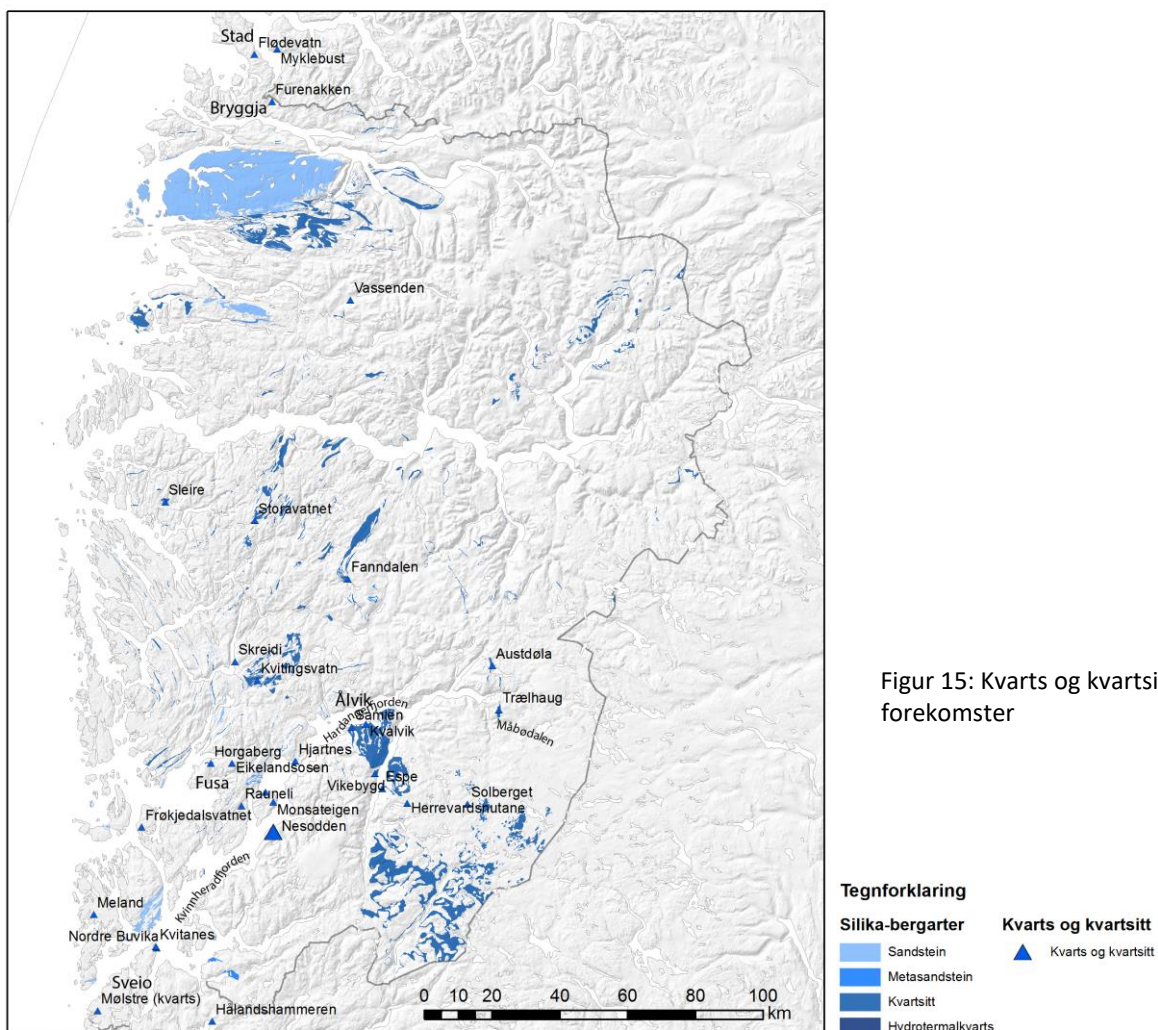 Stad
Flødevatn
Myklebust
Furenakken
Bryggja
Vassenden
Sleire
Storavatnet
Fanndalen
Skreidi
Kvitingsvatn
Austdøla
Ålvik
Hardangerfjorden
Samlen
Kvalvik
Trælhaug
Måbødalen
Horgaberg
Hjartnes
Eikelandsosen
Fusa
Vikebygd
Espe
Solberget
Rauneli
Monsateigen
Herrevardsnutane
Frøkjedalsvatnet
Nesodden
Kvinnheradfjorden
Meland
Nordre Buvika
Kvitanes
Sveio
Mølstre (kvarts)
Hålandshammeren
0 10 20 40 60 80 100
km
Figur 15: Kvarts og kvartsi
forekomster
Tegnforklaring
Silika-bergarter
Sandstein
Metasandstein
Kvartsitt
Hydrotermalkvarts
Kvarts og kvartsitt
Kvarts og kvartsitt